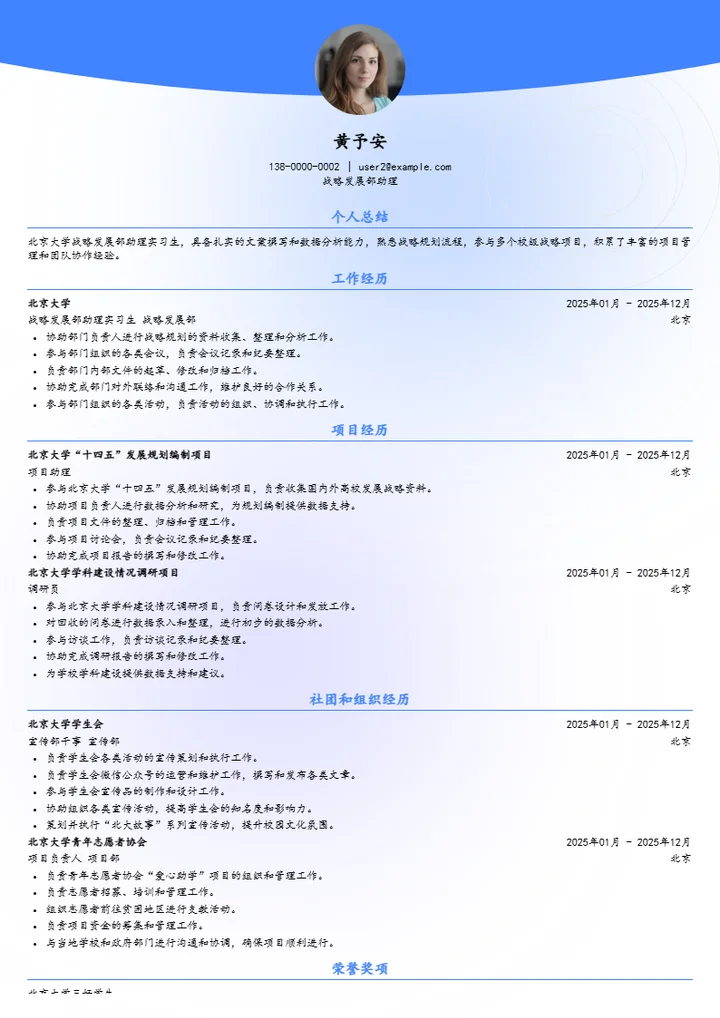 黄予安
138-0000-0002 | user2@example.com
战略发展部助理
个人总结
北京大学战略发展部助理实习生，具备扎实的文案撰写和数据分析能力，熟悉战略规划流程，参与多个校级战略项目，积累了丰富的项目管
理和团队协作经验。
工作经历
北京大学 2025年01月 - 2025年12月
战略发展部助理实习生 战略发展部 北京
• 协助部门负责人进行战略规划的资料收集、整理和分析工作。
• 参与部门组织的各类会议，负责会议记录和纪要整理。
• 负责部门内部文件的起草、修改和归档工作。
• 协助完成部门对外联络和沟通工作，维护良好的合作关系。
• 参与部门组织的各类活动，负责活动的组织、协调和执行工作。
项目经历
北京大学“十四五”发展规划编制项目 2025年01月 - 2025年12月
项目助理 北京
• 参与北京大学“十四五”发展规划编制项目，负责收集国内外高校发展战略资料。
• 协助项目负责人进行数据分析和研究，为规划编制提供数据支持。
• 负责项目文件的整理、归档和管理工作。
• 参与项目讨论会，负责会议记录和纪要整理。
• 协助完成项目报告的撰写和修改工作。
北京大学学科建设情况调研项目 2025年01月 - 2025年12月
调研员 北京
• 参与北京大学学科建设情况调研项目，负责问卷设计和发放工作。
• 对回收的问卷进行数据录入和整理，进行初步的数据分析。
• 参与访谈工作，负责访谈记录和纪要整理。
• 协助完成调研报告的撰写和修改工作。
• 为学校学科建设提供数据支持和建议。
社团和组织经历
北京大学学生会 2025年01月 - 2025年12月
宣传部干事 宣传部 北京
• 负责学生会各类活动的宣传策划和执行工作。
• 负责学生会微信公众号的运营和维护工作，撰写和发布各类文章。
• 参与学生会宣传品的制作和设计工作。
• 协助组织各类宣传活动，提高学生会的知名度和影响力。
• 策划并执行“北大故事”系列宣传活动，提升校园文化氛围。
北京大学青年志愿者协会 2025年01月 - 2025年12月
项目负责人 项目部 北京
• 负责青年志愿者协会“爱心助学”项目的组织和管理工作。
• 负责志愿者招募、培训和管理工作。
• 组织志愿者前往贫困地区进行支教活动。
• 负责项目资金的筹集和管理工作。
• 与当地学校和政府部门进行沟通和协调，确保项目顺利进行。
荣誉奖项
北京大学三好学生